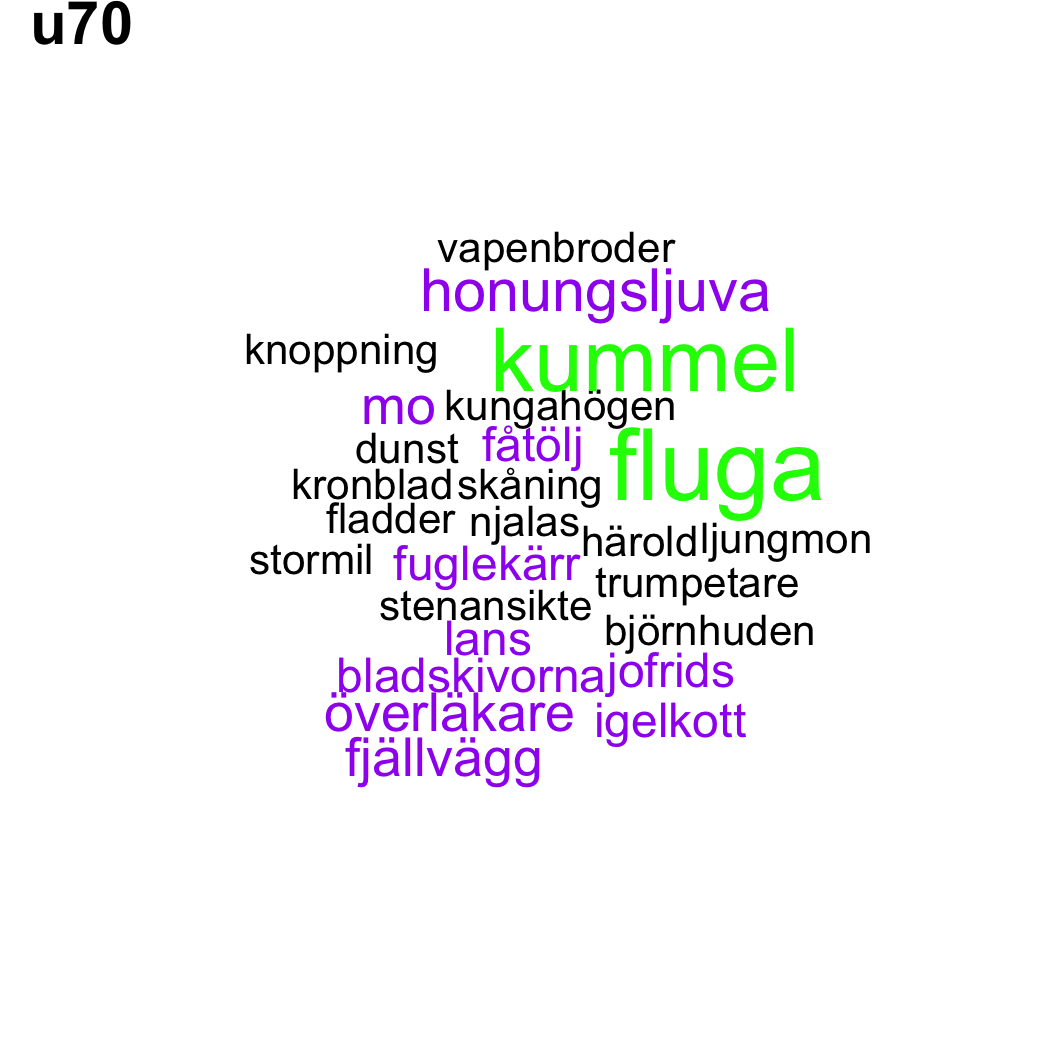 u70
vapenbroder
honungsljuva
knoppning
kummel
mo kungahögen
dunst fåtölj
fluga
kronblad skåning
fladder njalas
härold ljungmon
stormil fuglekärr
trumpetare
stenansikte
björnhuden
lans
bladskivorna jofrids
överläkare igelkott
fjällvägg